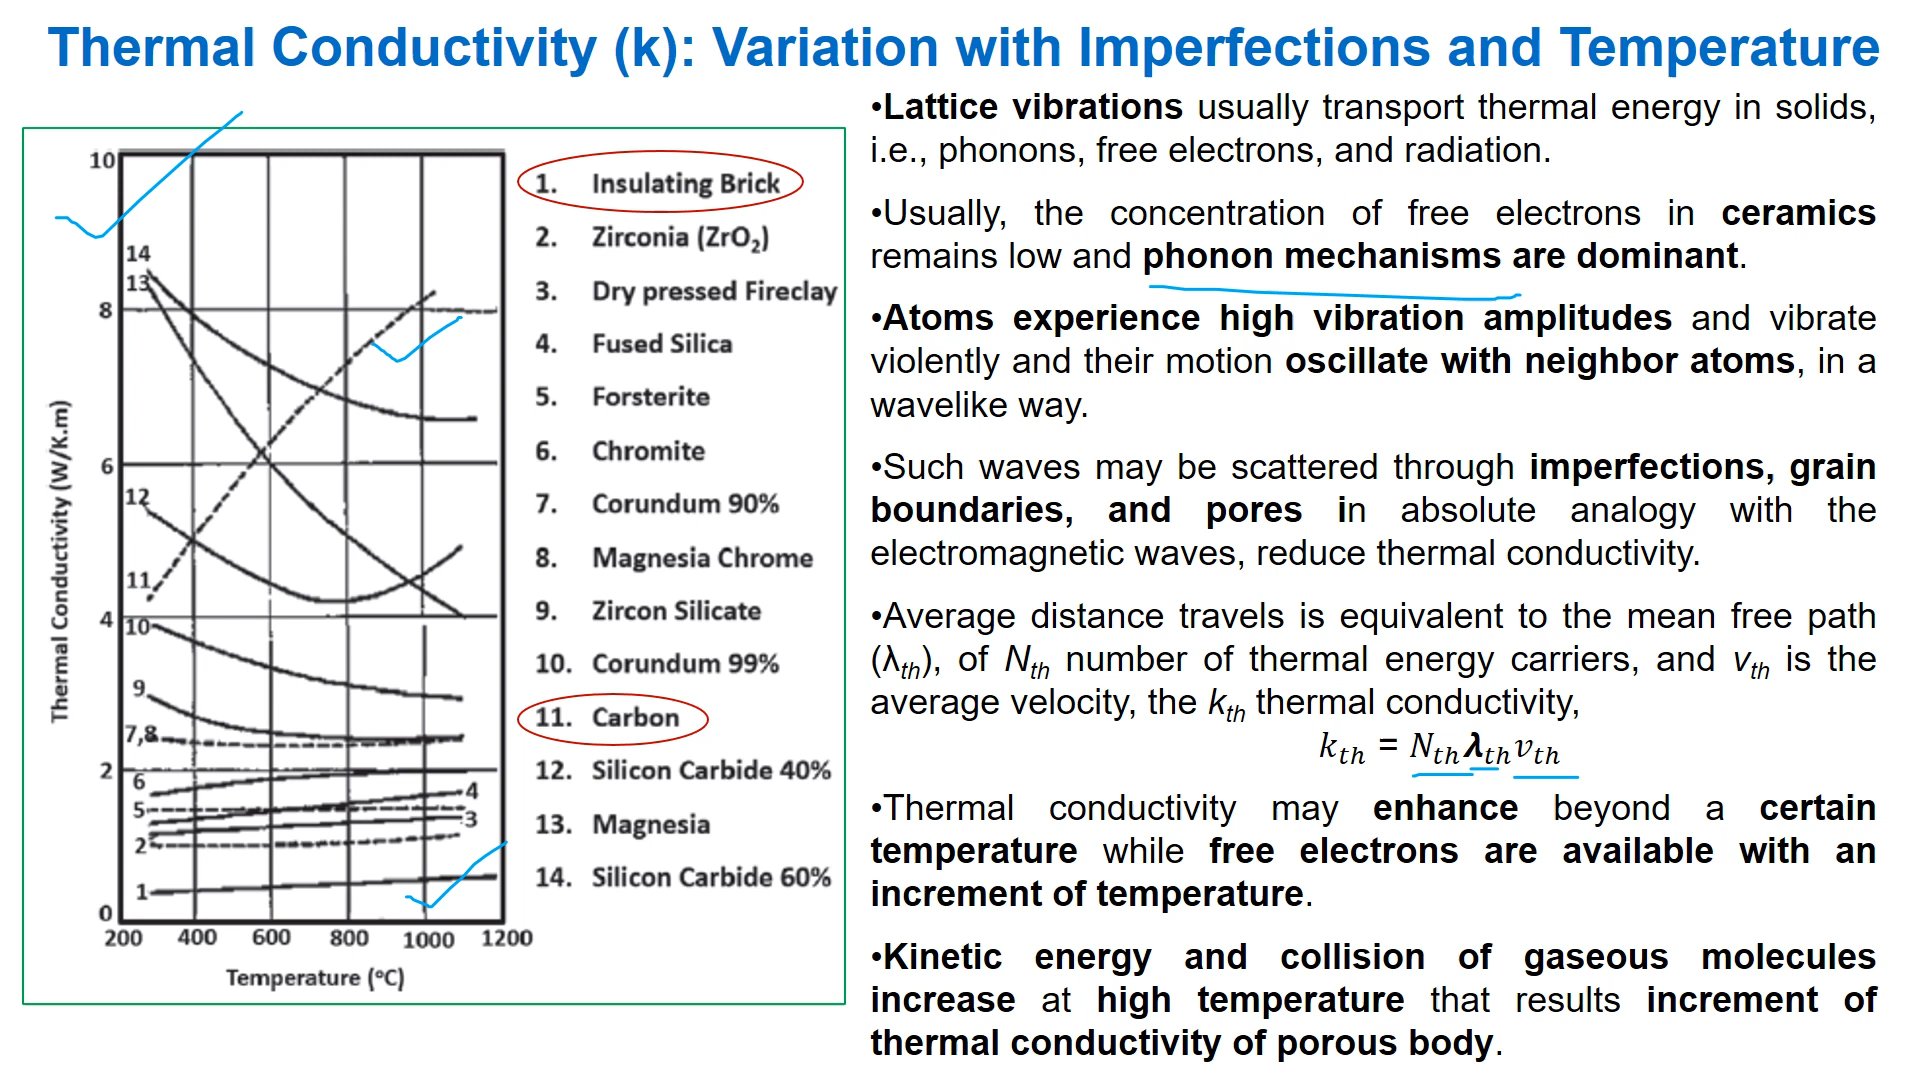 Thermal Conductivity (k): Variation with Imperfections and Temperature
10
8
6
4
2
0
14
13
12
11
10
9
7,8
6
5
4
3
2
1
200 400 600 800 1000 1200
Temperature (°C)
Thermal Conductivity (W/K.m)
1. Insulating Brick
2. Zirconia (ZrO2)
3. Dry pressed Fireclay
4. Fused Silica
5. Forsterite
6. Chromite
7. Corundum 90%
8. Magnesia Chrome
9. Zircon Silicate
10. Corundum 99%
11. Carbon
12. Silicon Carbide 40%
13. Magnesia
14. Silicon Carbide 60%
•Lattice vibrations usually transport thermal energy in solids,
i.e., phonons, free electrons, and radiation.
•Usually, the concentration of free electrons in ceramics
remains low and phonon mechanisms are dominant.
•Atoms experience high vibration amplitudes and vibrate
violently and their motion oscillate with neighbor atoms, in a
wavelike way.
•Such waves may be scattered through imperfections, grain
boundaries, and pores in absolute analogy with the
electromagnetic waves, reduce thermal conductivity.
•Average distance travels is equivalent to the mean free path
(λth), of Nth number of thermal energy carriers, and vth is the
average velocity, the kth thermal conductivity,
kth = Nthλthvth
•Thermal conductivity may enhance beyond a certain
temperature while free electrons are available with an
increment of temperature.
•Kinetic energy and collision of gaseous molecules
increase at high temperature that results increment of
thermal conductivity of porous body.